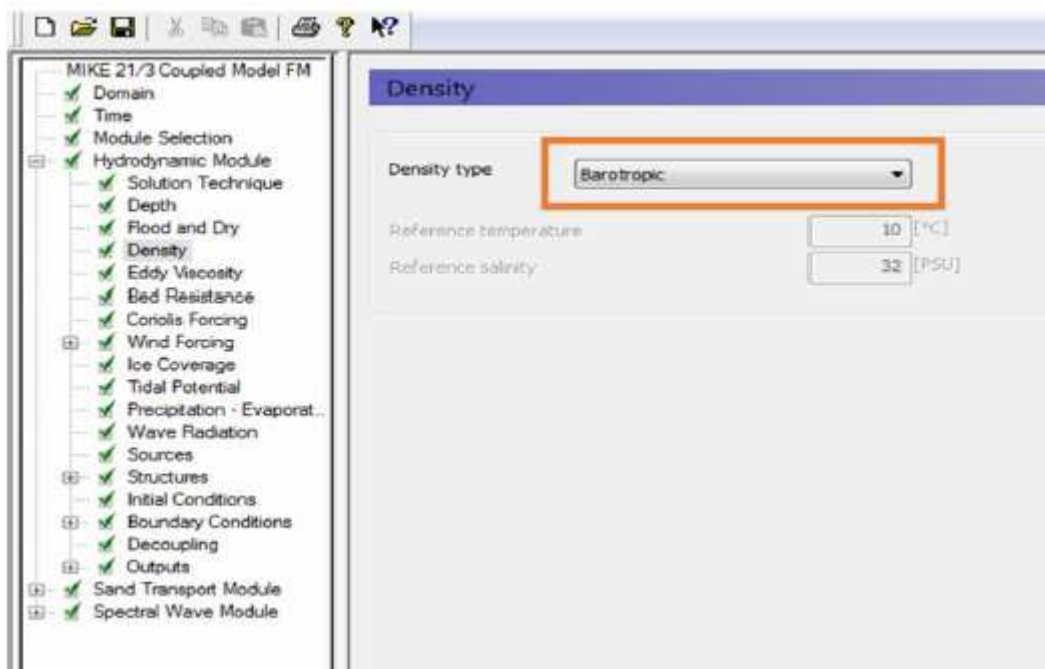 MIKE 21/3 Coupled Model FM
Domain
Time
Module Selection
Hydrodynamic Module
Solution Technique
Depth
Flood and Dry
Density
Eddy Viscosity
Bed Resistance
Coriolis Forcing
Wind Forcing
Ice Coverage
Tidal Potential
Precipitation - Evaporat..
Wave Radiation
Sources
Structures
Initial Conditions
Boundary Conditions
Decoupling
Outputs
Sand Transport Module
Spectral Wave Module
Density
Density type Barotropic
Reference temperature 10 [°C]
Reference salinity 32 [PSU]